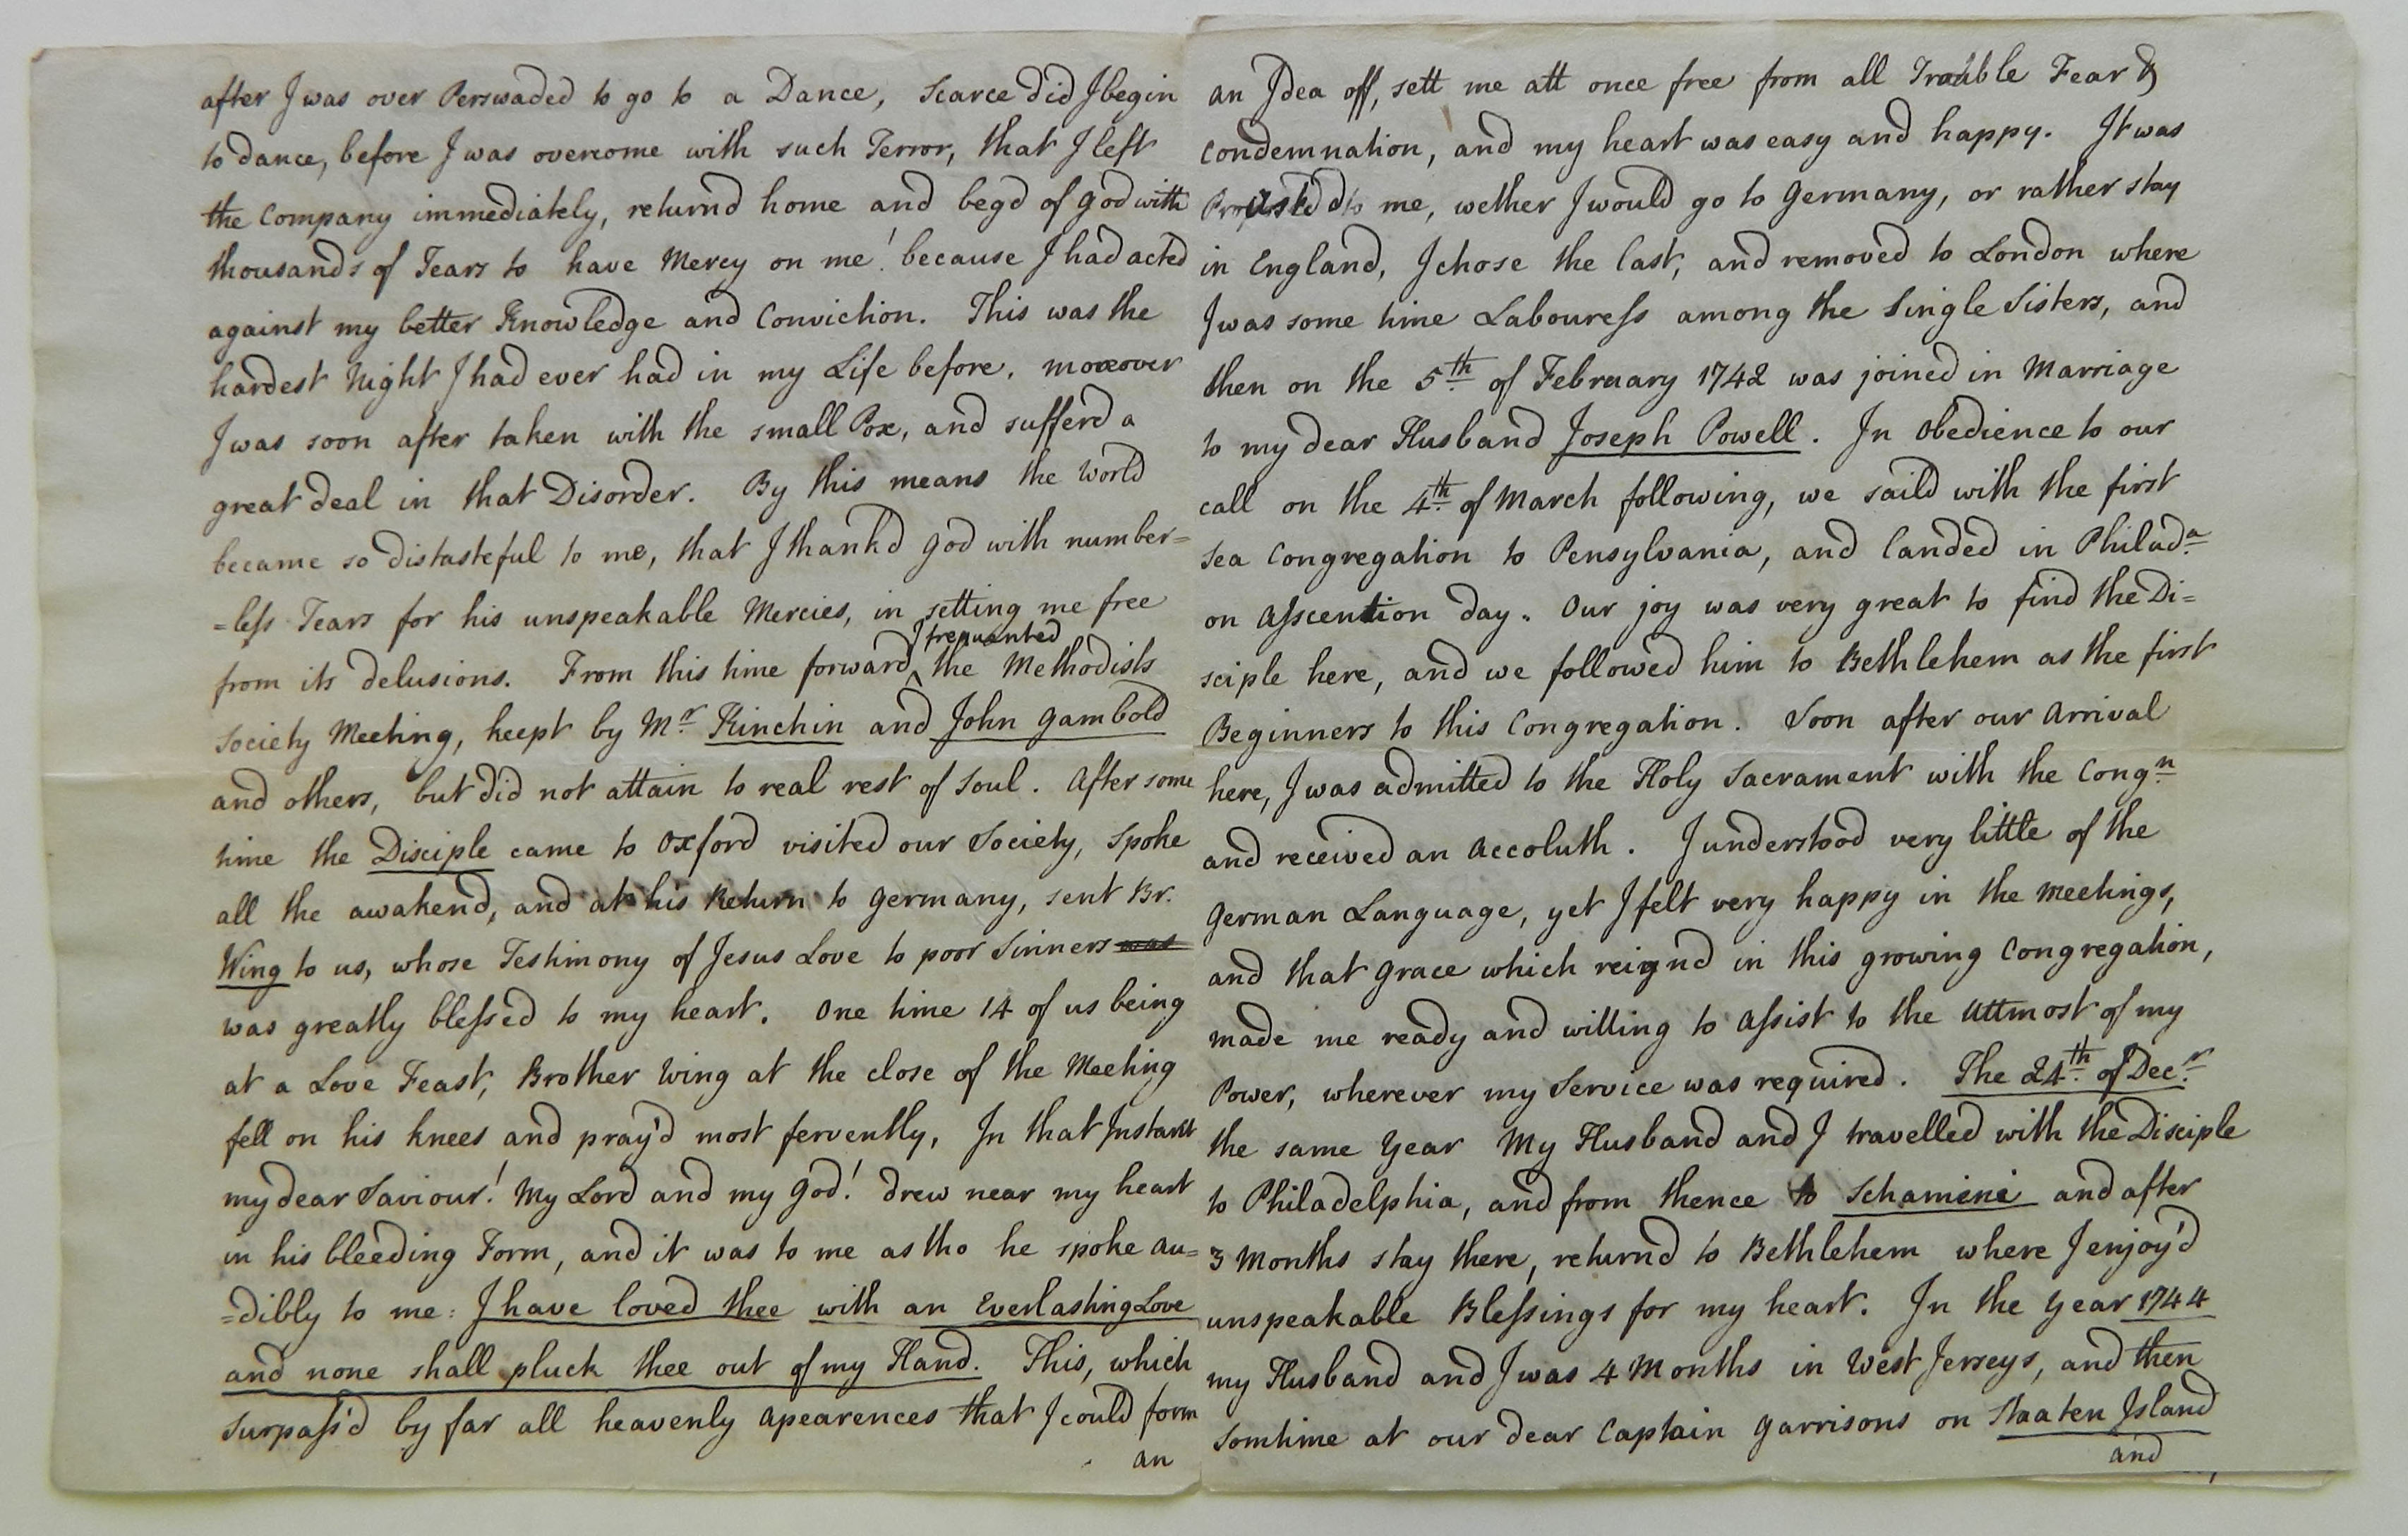 after I was over Perswaded to go to a Dance, Scarce did I begin
to dance, before I was overcome with such Terror, that I left
the Company immediately, returnd home and begd of God with
thousands of Tears to have Mercy on me! because I had acted
against my better Knowledge and Conviction. This was the
hardest Night I had ever had in my Life before, moreover
I was soon after taken with the small Pox, and sufferd a
great deal in that Disorder. By this means the World
became so distasteful to me, that I thank'd God with number=
=less Tears for his unspeakable Mercies, in setting me free
I frequented
from its delusions. From this time forward ^ the Methodists
Society Meeting, keept by Mr. Kinchin and John Gambold
and others, but did not attain to real rest of Soul. After some
time the Disciple came to Oxford visited our Society, Spoke
all the awakend, and at his Return to Germany, sent Br.
Wing to us, whose Testimony of Jesus Love to poor Sinners was
was greatly blessed to my heart. One time 14 of us being
at a Love Feast, Brother Wing at the close of the Meeting
fell on his knees and pray'd most fervently, In that Instant
my dear Saviour! My Lord and my God! drew near my heart
in his bleeding Form, and it was to me as tho he spoke au=
=dibly to me: I have loved thee with an Everlasting Love
and none shall pluck thee out of my Hand. This, which
Surpass'd by far all heavenly apearences that I could form
an
an Idea off, sett me att once free from all Trouble Fear &
Condemnation, and my heart was easy and happy. It was
to me, wether I would go to Germany, or rather stay
in England, I chose the last, and removed to London where
I was some time Labouress among the Single Sisters, and
then on the 5th. of February 1742 was joined in Marriage
to my dear Husband Joseph Powell. In Obedience to our
call on the 4th. of March following, we saild with the first
Sea Congregation to Pensylvania, and landed in Philada.
on Ascention day. Our joy was very great to find the Di=
sciple here, and we followed him to Bethlehem as the first
Beginners to this Congregation. Soon after our Arrival
here, I was admitted to the Holy Sacrament with the Congn.
and received an Accoluth. I understood very little of the
German Language, yet I felt very happy in the meetings,
and that Grace which reignd in this growing Congregation,
made me ready and willing to assist to the uttmost of my
Power, wherever my Service was required. The 24th. of Decr.
the same Year My Husband and I travelled with the Disciple
to Philadelphia, and from thence to Schamini and after
3 Months stay there, returnd to Bethlehem where I enjoy'd
unspeakable Blessings for my heart. In the Year 1744
my Husband and I was 4 Months in West Jerseys, and then
Somtime at our dear Captain Garrisons on Staaten Island
and